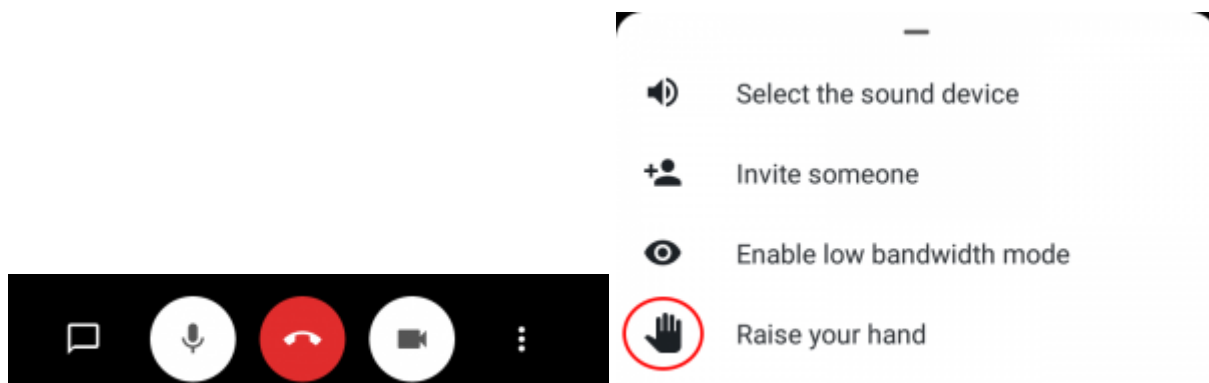 Select the sound device
Invite someone
Enable low bandwidth mode
Raise your hand